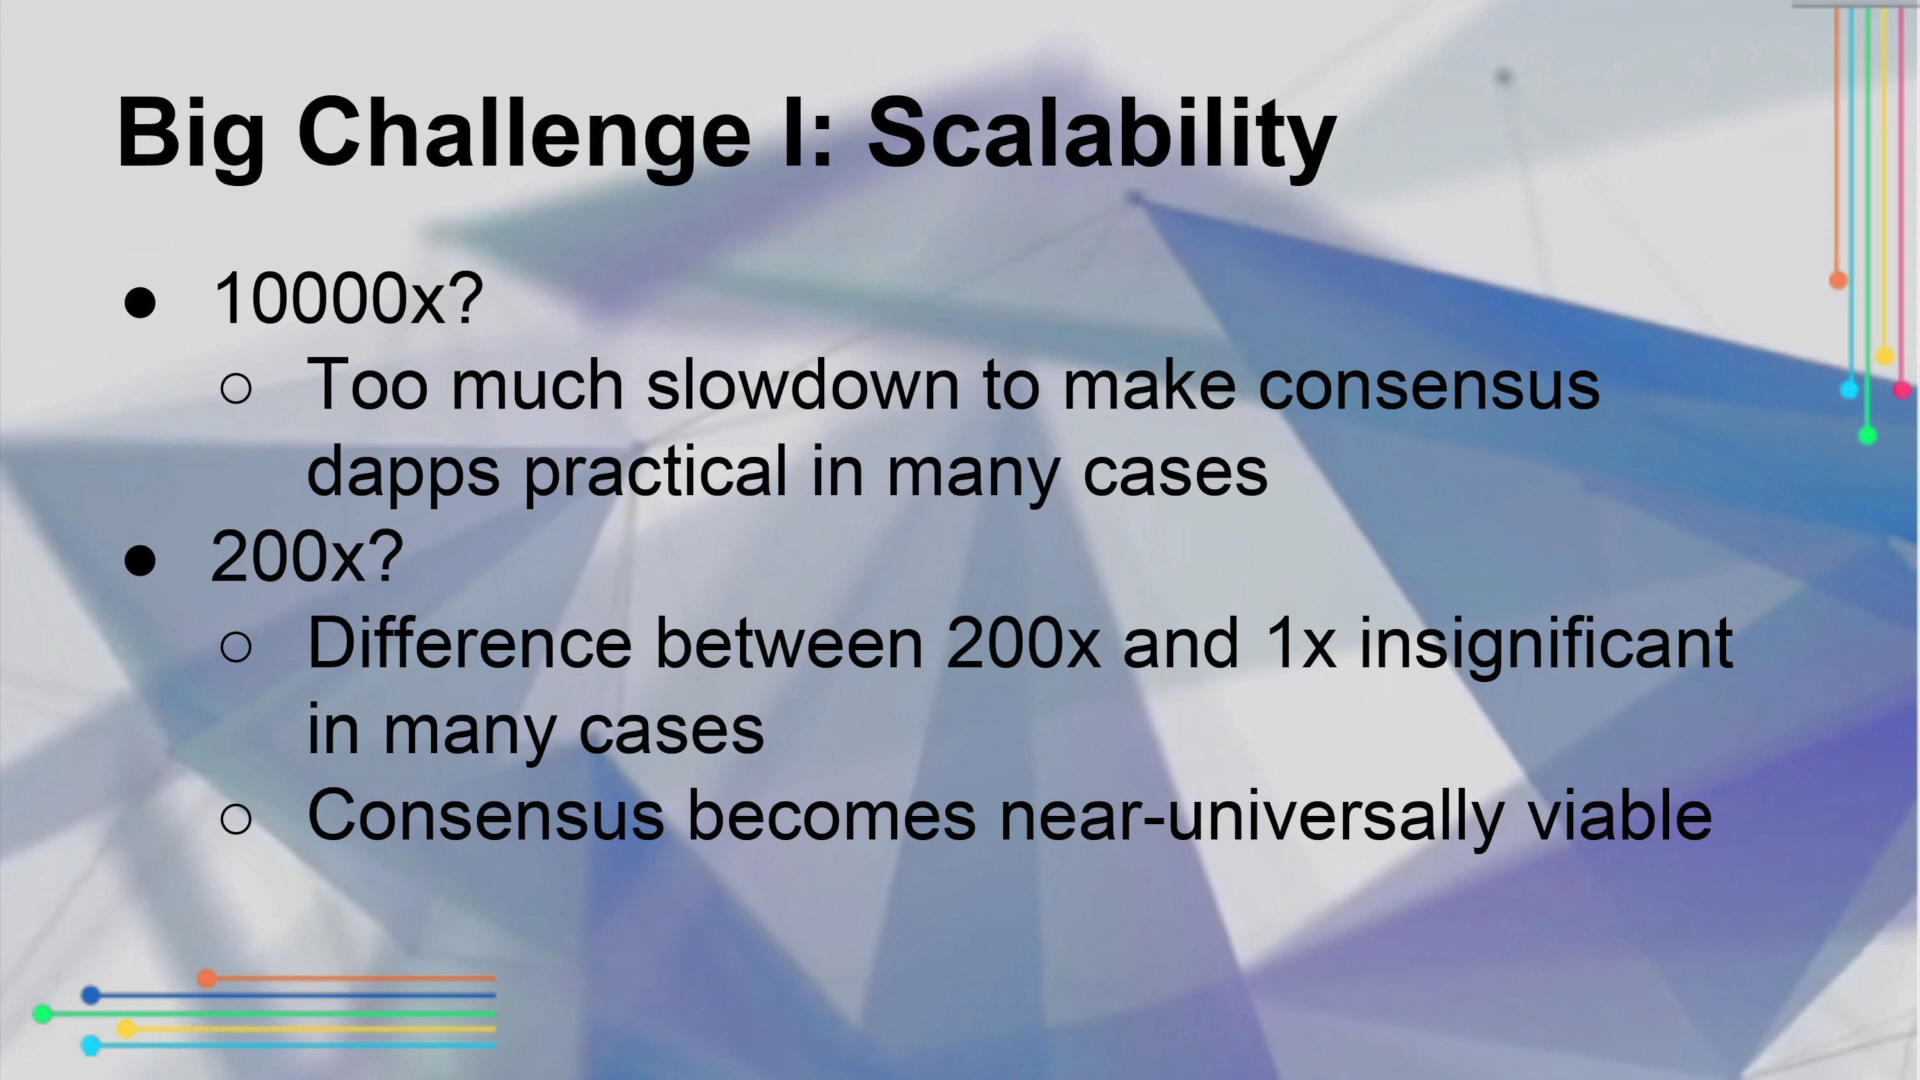 Big Challenge I: Scalability
● 10000x?
○ Too much slowdown to make consensus
dapps practical in many cases
● 200x?
○ Difference between 200x and 1x insignificant
in many cases
○ Consensus becomes near-universally viable